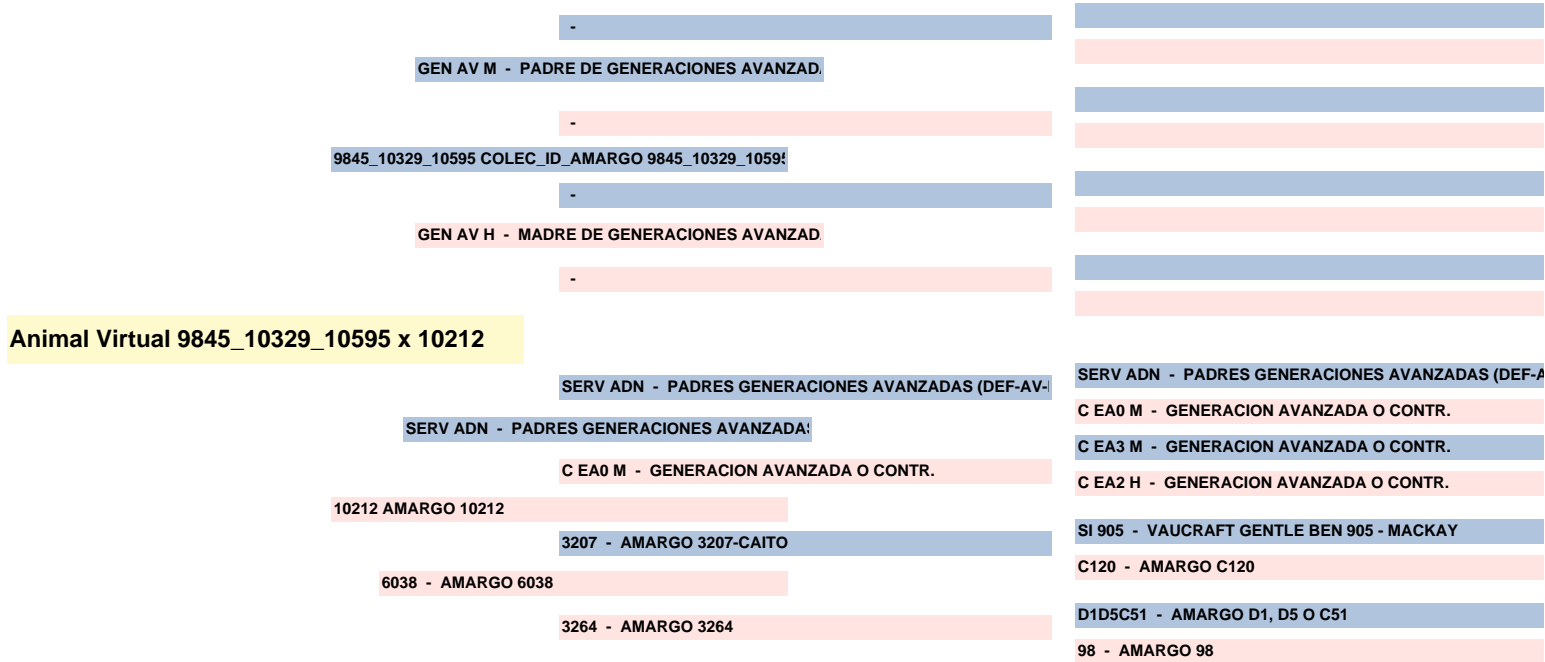 -
GEN AV M - PADRE DE GENERACIONES AVANZAD
-
9845_10329_10595 COLEC_ID_AMARGO 9845_10329_1059
-
GEN AV H - MADRE DE GENERACIONES AVANZAD
-
Animal Virtual 9845_10329_10595 x 10212
SERV ADN - PADRES GENERACIONES AVANZADAS (DEF-AV-
SERV ADN - PADRES GENERACIONES AVANZADAS (DEF-A
C EA0 M - GENERACION AVANZADA O CONTR.
SERV ADN - PADRES GENERACIONES AVANZADA
C EA3 M - GENERACION AVANZADA O CONTR.
C EA0 M - GENERACION AVANZADA O CONTR.
C EA2 H - GENERACION AVANZADA O CONTR.
10212 AMARGO 10212
SI 905 - VAUCRAFT GENTLE BEN 905 - MACKAY
3207 - AMARGO 3207-CAITO
C120 - AMARGO C120
6038 - AMARGO 6038
D1D5C51 - AMARGO D1, D5 O C51
3264 - AMARGO 3264
98 - AMARGO 98